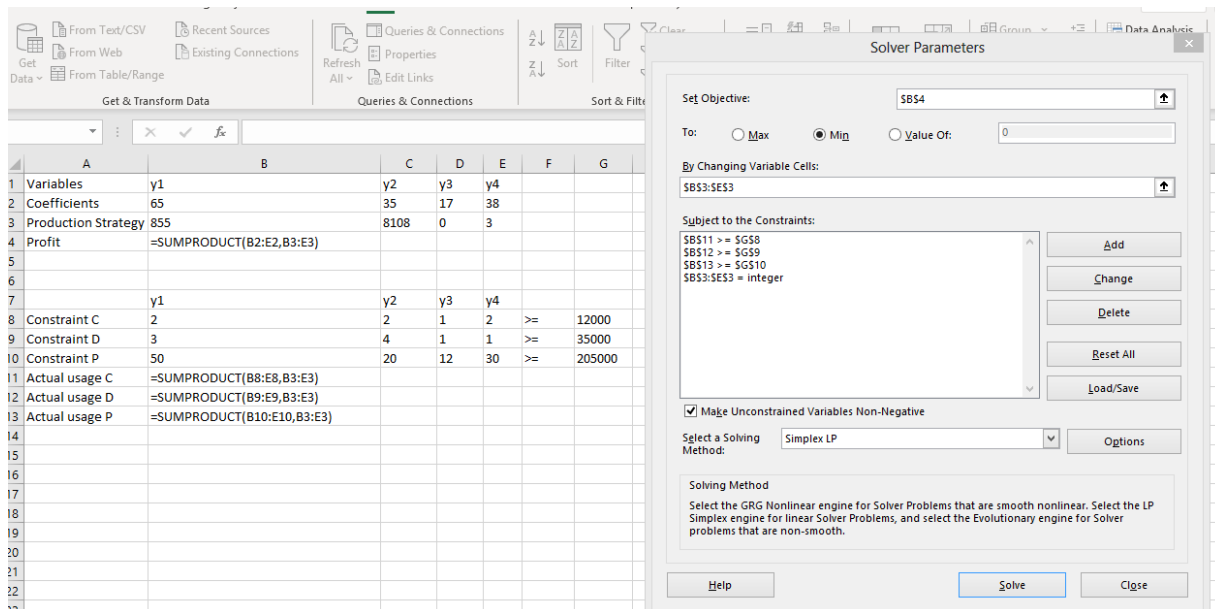 From Text/CSV Recent Sources Queries & Connections Clear Group Data Analysis
From Web Existing Connections Properties
Get Data From Table/Range Refresh All Edit Links Sort Filter
Get & Transform Data Queries & Connections Sort & Filte
fx
A B C D E F G
1 Variables y1 y2 y3 y4
2 Coefficients 65 35 17 38
3 Production Strategy 855 8108 0 3
4 Profit =SUMPRODUCT(B2:E2,B3:E3)
5
6
7 y1 y2 y3 y4
8 Constraint C 2 2 1 2 >= 12000
9 Constraint D 3 4 1 1 >= 35000
10 Constraint P 50 20 12 30 >= 205000
11 Actual usage C =SUMPRODUCT(B8:E8,B3:E3)
12 Actual usage D =SUMPRODUCT(B9:E9,B3:E3)
13 Actual usage P =SUMPRODUCT(B10:E10,B3:E3)
14
15
16
17
18
19
20
21
22
Solver Parameters
Set Objective: $B$4
To: Max Min Value Of: 0
By Changing Variable Cells:
$B$3:$E$3
Subject to the Constraints:
$B$11 >= $G$8
$B$12 >= $G$9
$B$13 >= $G$10
$B$3:$E$3 = integer
Add
Change
Delete
Reset All
Load/Save
Make Unconstrained Variables Non-Negative
Select a Solving Method: Simplex LP Options
Solving Method
Select the GRG Nonlinear engine for Solver Problems that are smooth nonlinear. Select the LP
Simplex engine for linear Solver Problems, and select the Evolutionary engine for Solver
problems that are non-smooth.
Help Solve Close